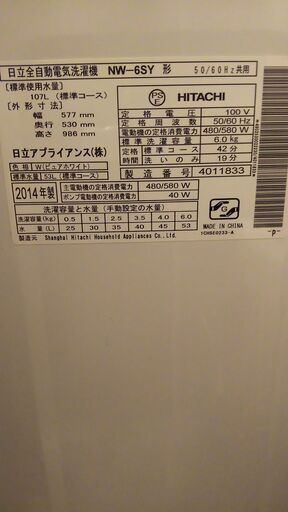 日立全自動電気洗濯機 NW-6SY 形 50/60Hz共用
[標準使用水量]
107L (標準コース)
[外形寸法]
幅 577 mm
奥行 530 mm
高さ 986 mm
日立アプライアンス(株)
色相 W(ピュアホワイト)
標準水量 53L (標準コース)
PSE HITACHI
定格電圧 100 V
定格周波数 50/60 Hz
電動機の定格消費電力 480/580 W
標準洗濯容量 6.0kg
定格 標準コース 42分
時間 洗いのみ 19分
製造番号 4011833
2014年製
主電動機の定格消費電力 480/580 W
ポンプ電動機の定格消費電力 40 W
洗濯容量と水量 (手動設定の水量)
洗濯容量(kg) 0.5 1.5 2.5 3.5 4.0 6.0
水量 (L) 25 30 35 40 45 53
製造元 Shanghai Hitachi Household Appliances Co.,Ltd.
MADE IN CHINA
1CHSE0233-A
-P-